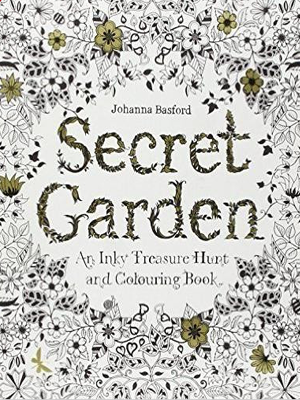 Johanna Basford
Secret
Garden
An Inky Treasure Hunt
and Colouring Book